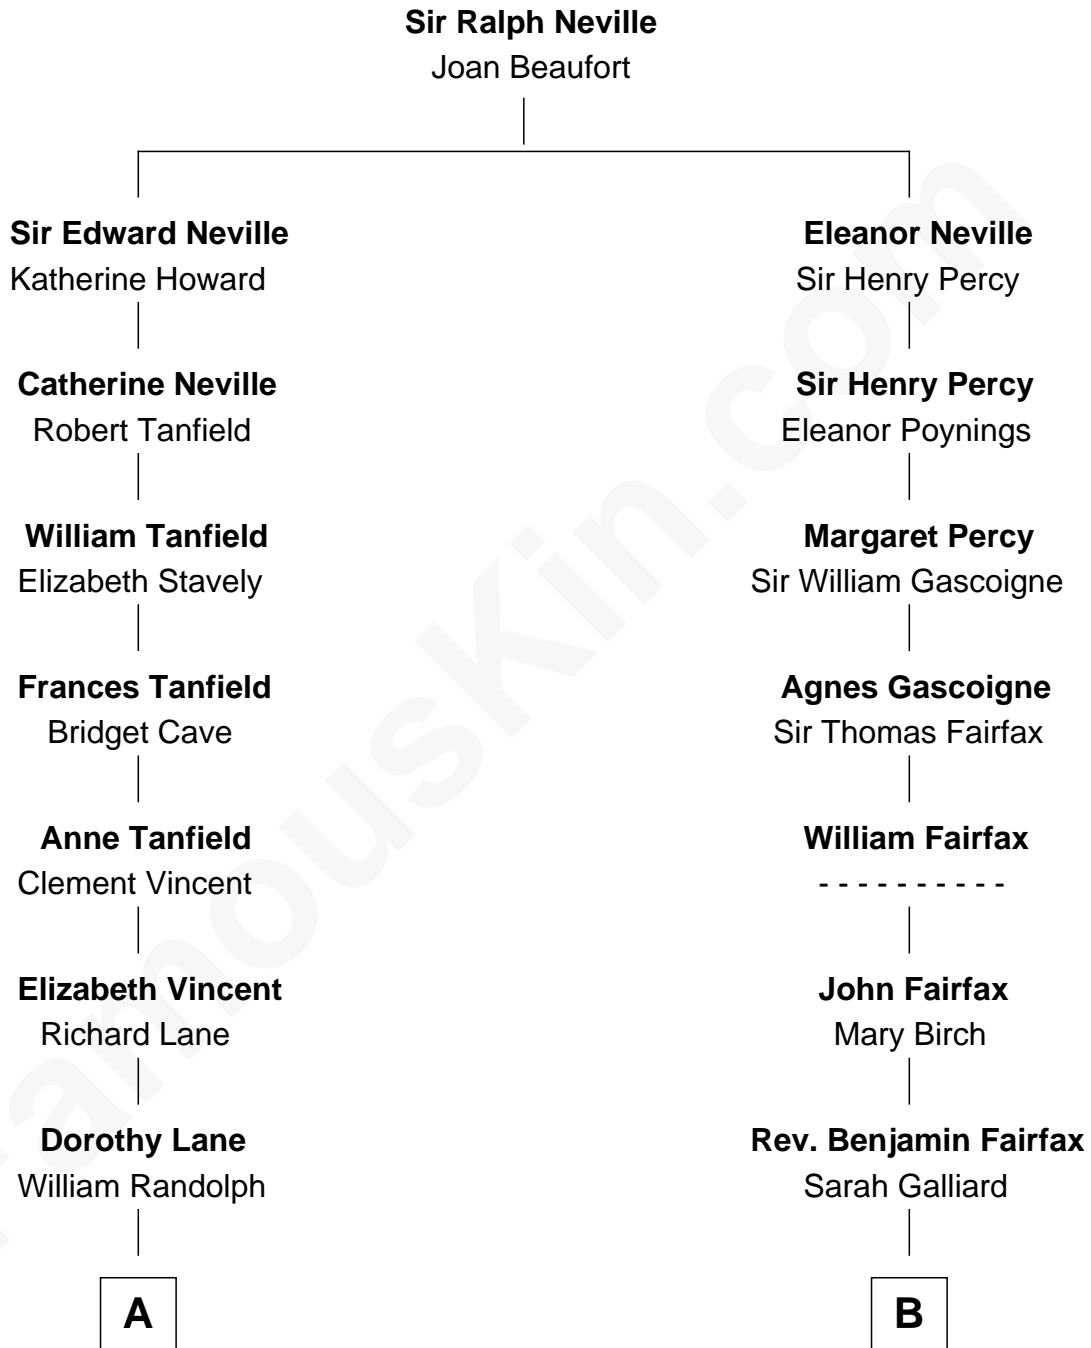 Sir Ralph Neville
Joan Beaufort
Sir Edward Neville
Katherine Howard
Eleanor Neville
Sir Henry Percy
Catherine Neville
Robert Tanfield
Sir Henry Percy
Eleanor Poynings
William Tanfield
Elizabeth Stavely
Margaret Percy
Sir William Gascoigne
Frances Tanfield
Bridget Cave
Agnes Gascoigne
Sir Thomas Fairfax
Anne Tanfield
Clement Vincent
William Fairfax
- - - - - - - - - -
Elizabeth Vincent
Richard Lane
John Fairfax
Mary Birch
Dorothy Lane
William Randolph
Rev. Benjamin Fairfax
Sarah Galliard
A
B
FamousKin.com